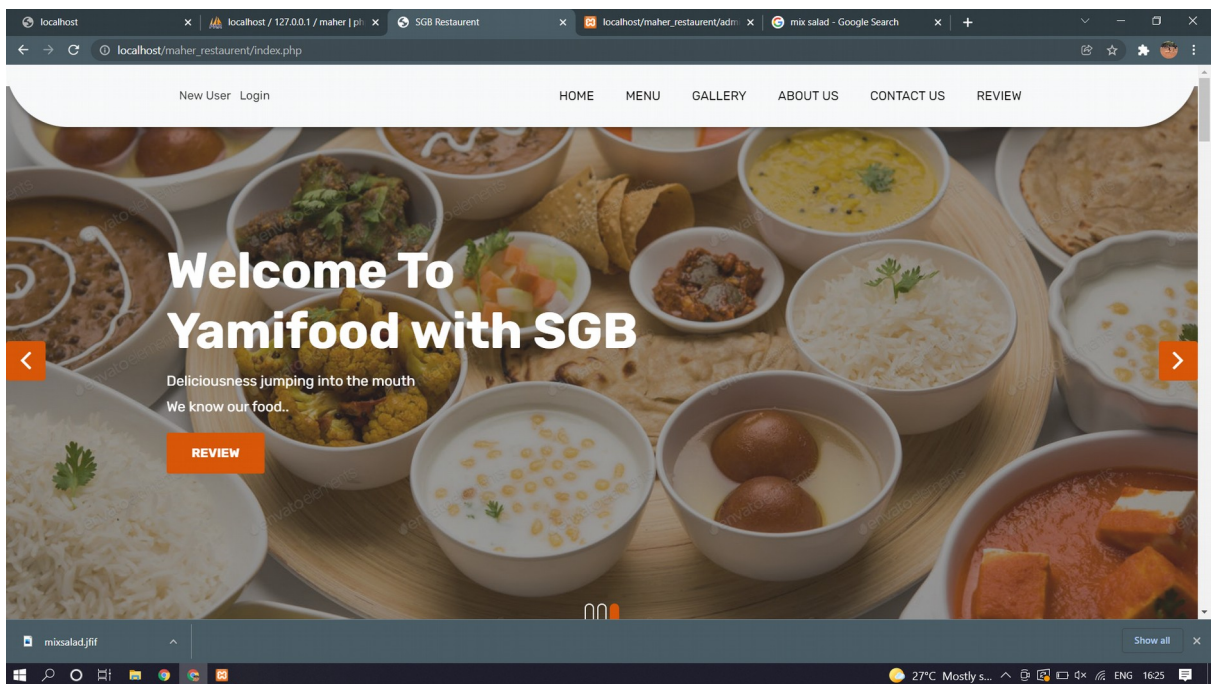 localhost
localhost / 127.0.0.1 / maher | ph
SGB Restaurent
localhost/maher_restaurent/adm
mix salad - Google Search
localhost/maher_restaurent/index.php
New User Login
HOME MENU GALLERY ABOUT US CONTACT US REVIEW
Welcome To
Yamifood with SGB
Deliciousness jumping into the mouth
We know our food..
REVIEW
mixsalad.jfif
Show all
27°C Mostly s...
ENG
16:25